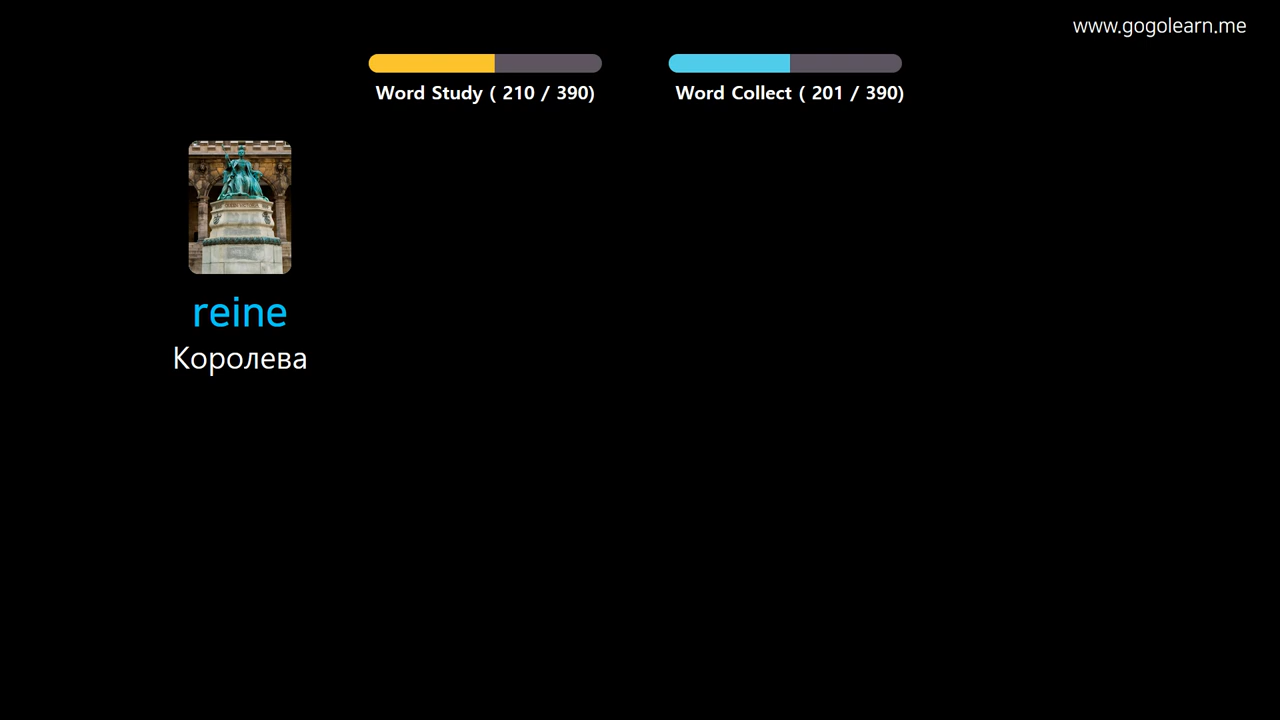 www.gogolearn.me
Word Study ( 210 / 390)
Word Collect ( 201 / 390)
reine
Королева